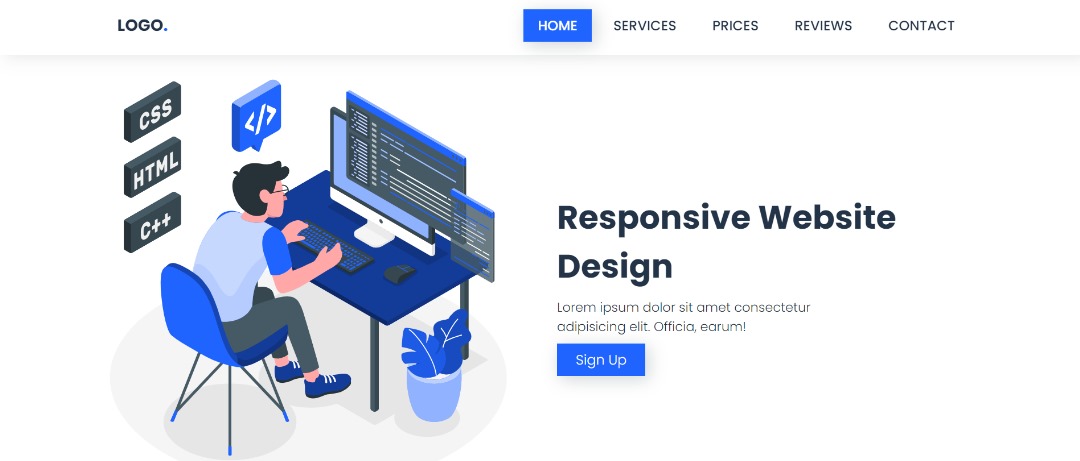 LOGO.
HOME SERVICES PRICES REVIEWS CONTACT
CSS
</>
HTML
C++
Responsive Website
Design
Lorem ipsum dolor sit amet consectetur
adipisicing elit. Officia, earum!
Sign Up